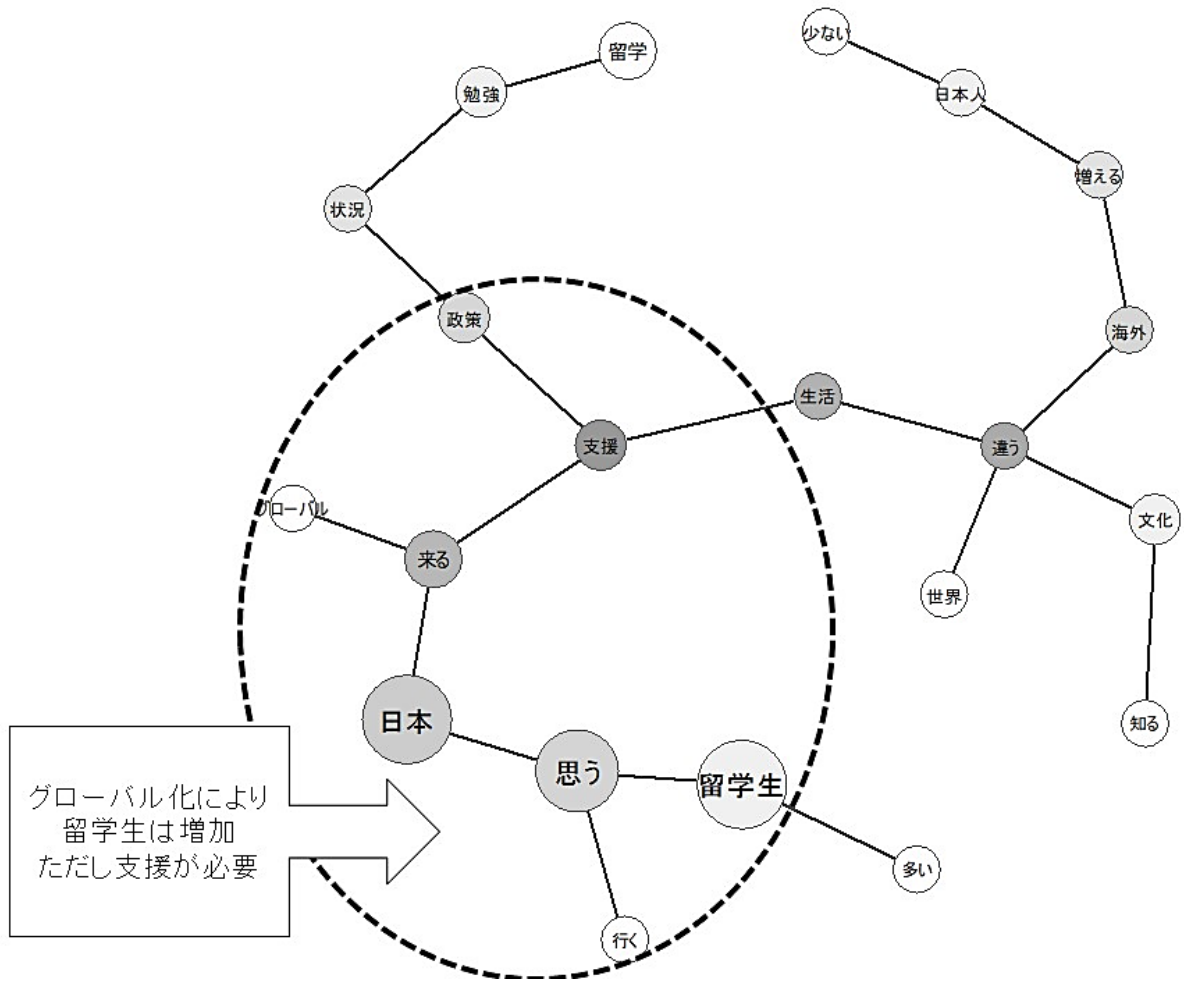 留学
少ない
勉強
日本人
増える
状況
政策
海外
生活
支援
違う
グローバル
文化
来る
世界
日本
知る
思う
留学生
グローバル化により
留学生は増加
ただし支援が必要
多い
行く